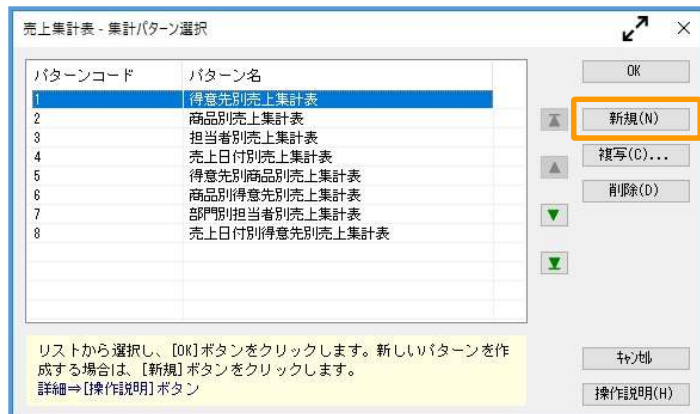 売上集計表 - 集計パターン選択
パターンコード パターン名
1 得意先別売上集計表
2 商品別売上集計表
3 担当者別売上集計表
4 売上日付別売上集計表
5 得意先別商品別売上集計表
6 商品別得意先別売上集計表
7 部門別担当者別売上集計表
8 売上日付別得意先別売上集計表
OK
新規(N)
複写(C)...
削除(D)
リストから選択し、[OK]ボタンをクリックします。新しいパターンを作
成する場合は、[新規]ボタンをクリックします。
詳細⇒[操作説明]ボタン
ｷｬﾝｾﾙ
操作説明(H)